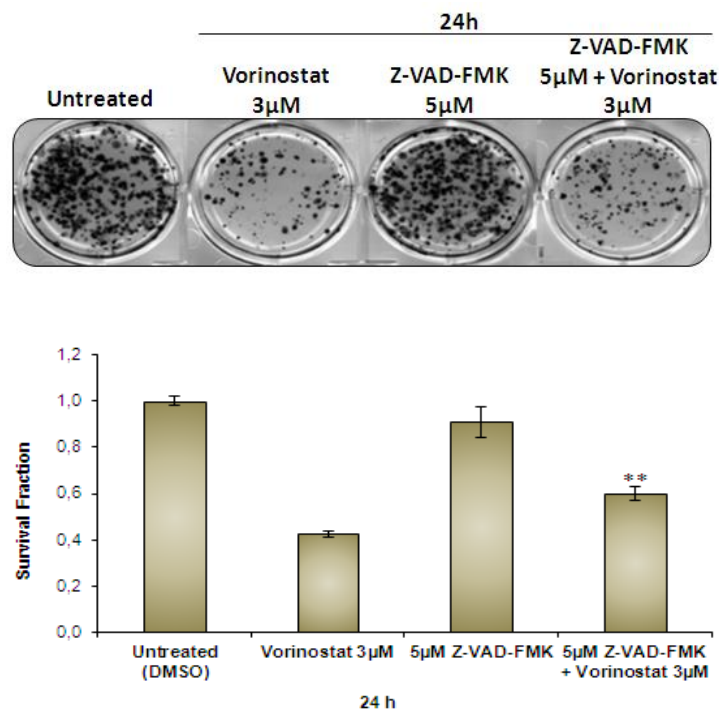 24h
Untreated
Vorinostat
3µM
Z-VAD-FMK
5µM
Z-VAD-FMK
5µM + Vorinostat
3µM
Survival Fraction
1,2
1,0
0,8
0,6
0,4
0,2
0,0
**
Untreated
(DMSO)
Vorinostat 3µM
5µM Z-VAD-FMK
5µM Z-VAD-FMK
+ Vorinostat 3µM
24 h